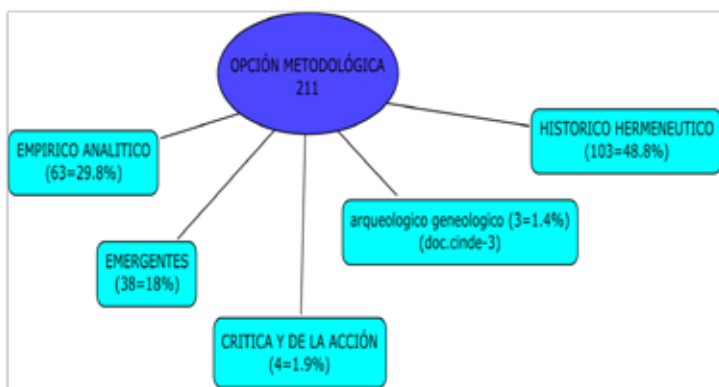 OPCIÓN METODOLÓGICA
211
HISTORICO HERMENEUTICO
(103=48.8%)
EMPIRICO ANALITICO
(63=29.8%)
arqueologico geneologico (3=1.4%)
(doc.cinde-3)
EMERGENTES
(38=18%)
CRITICA Y DE LA ACCIÓN
(4=1.9%)